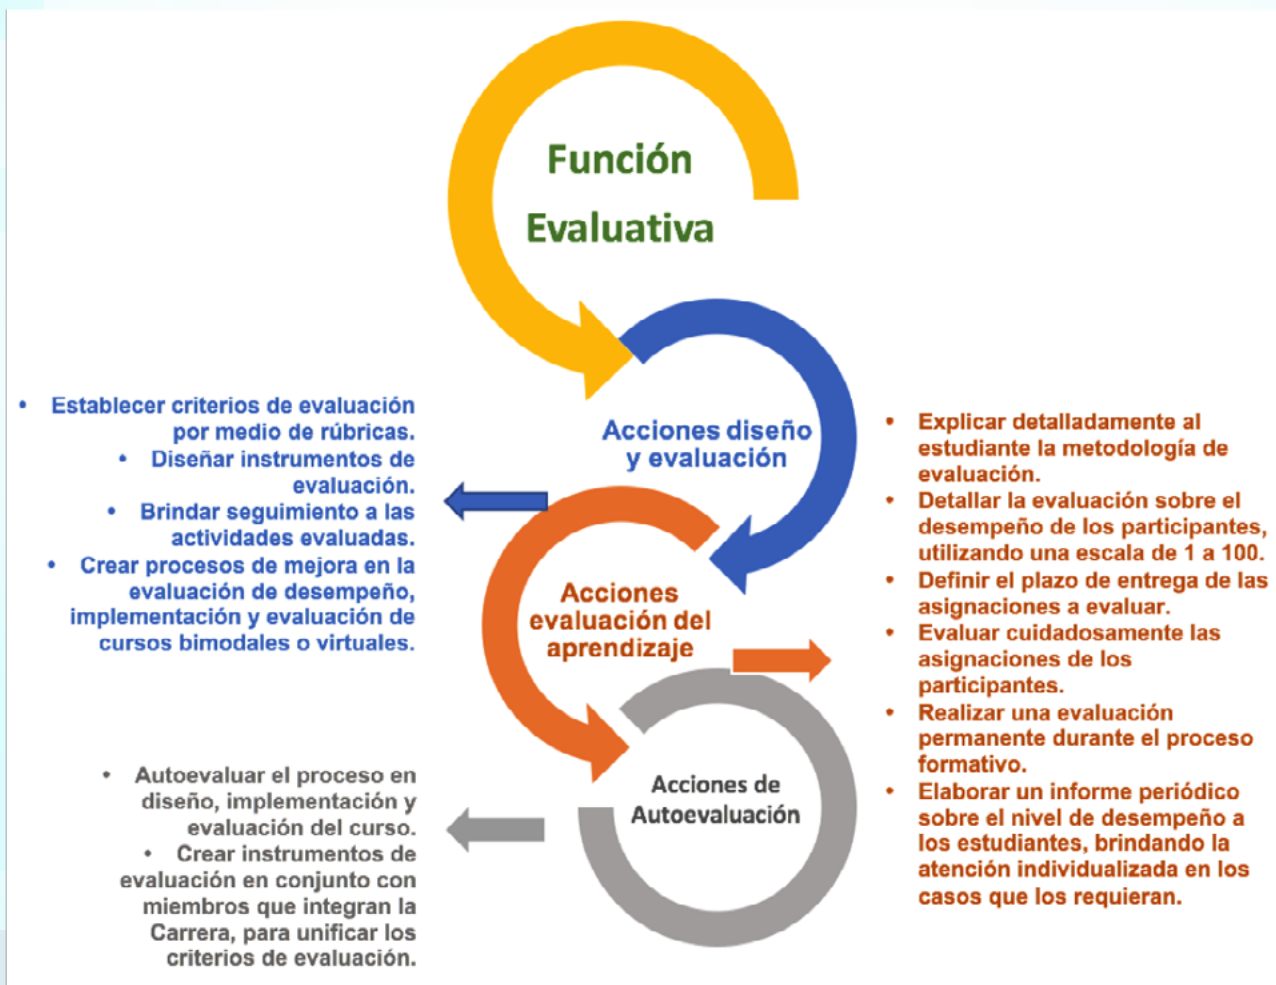 Función
Evaluativa
Acciones diseño
y evaluación
• Establecer criterios de evaluación
por medio de rúbricas.
• Diseñar instrumentos de
evaluación.
• Brindar seguimiento a las
actividades evaluadas.
• Crear procesos de mejora en la
evaluación de desempeño,
implementación y evaluación de
cursos bimodales o virtuales.
Acciones
evaluación del
aprendizaje
• Explicar detalladamente al
estudiante la metodología de
evaluación.
• Detallar la evaluación sobre el
desempeño de los participantes,
utilizando una escala de 1 a 100.
• Definir el plazo de entrega de las
asignaciones a evaluar.
• Evaluar cuidadosamente las
asignaciones de los
participantes.
• Realizar una evaluación
permanente durante el proceso
formativo.
• Elaborar un informe periódico
sobre el nivel de desempeño a
los estudiantes, brindando la
atención individualizada en los
casos que los requieran.
Acciones de
Autoevaluación
• Autoevaluar el proceso en
diseño, implementación y
evaluación del curso.
• Crear instrumentos de
evaluación en conjunto con
miembros que integran la
Carrera, para unificar los
criterios de evaluación.